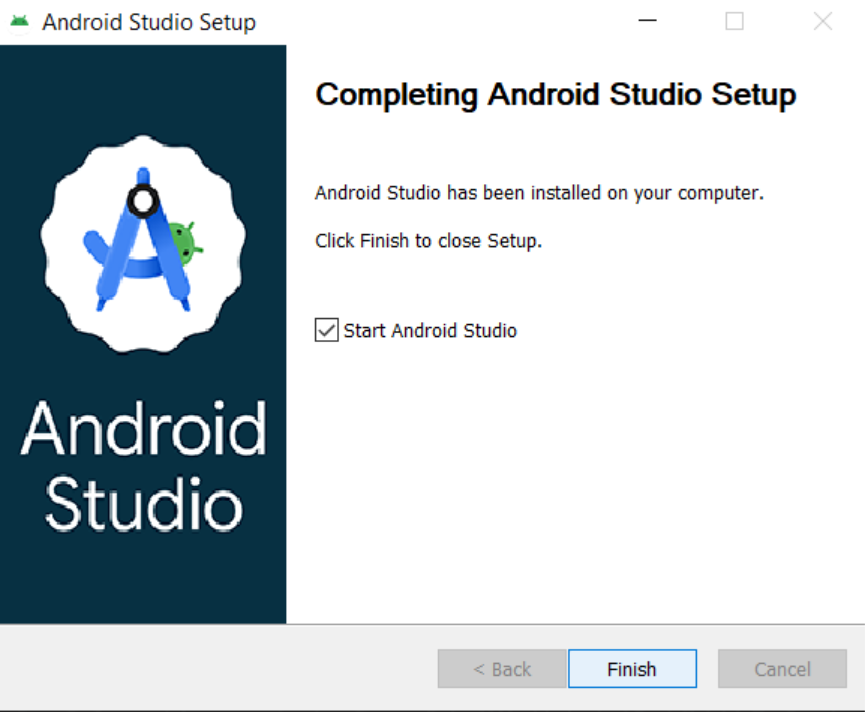 Android Studio Setup
Completing Android Studio Setup
Android Studio has been installed on your computer.
Click Finish to close Setup.
Start Android Studio
Android
Studio
< Back
Finish
Cancel